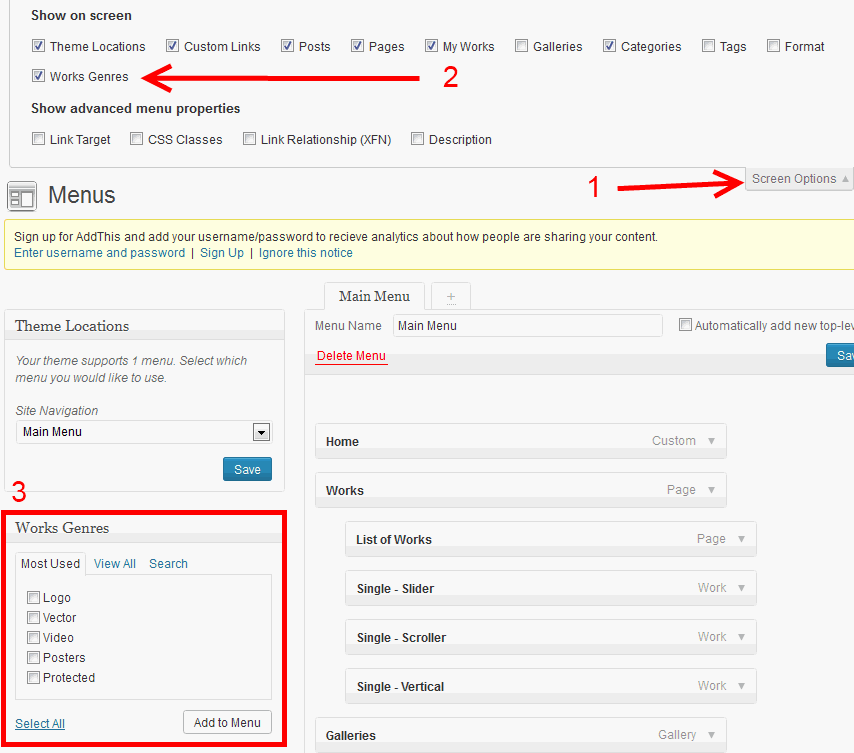 Show on screen
Theme Locations Custom Links Posts Pages My Works Galleries Categories Tags Format
Works Genres 2
Show advanced menu properties
Link Target CSS Classes Link Relationship (XFN) Description
1 Screen Options
Menus
Sign up for AddThis and add your username/password to recieve analytics about how people are sharing your content.
Enter username and password | Sign Up | Ignore this notice
Main Menu +
Theme Locations
Menu Name Main Menu Automatically add new top-lev
Delete Menu Sav
Your theme supports 1 menu. Select which
menu you would like to use.
Site Navigation
Main Menu
Save
3
Works Genres
Most Used View All Search
Logo
Vector
Video
Posters
Protected
Select All Add to Menu
Home Custom
Works Page
List of Works Page
Single - Slider Work
Single - Scroller Work
Single - Vertical Work
Galleries Gallery